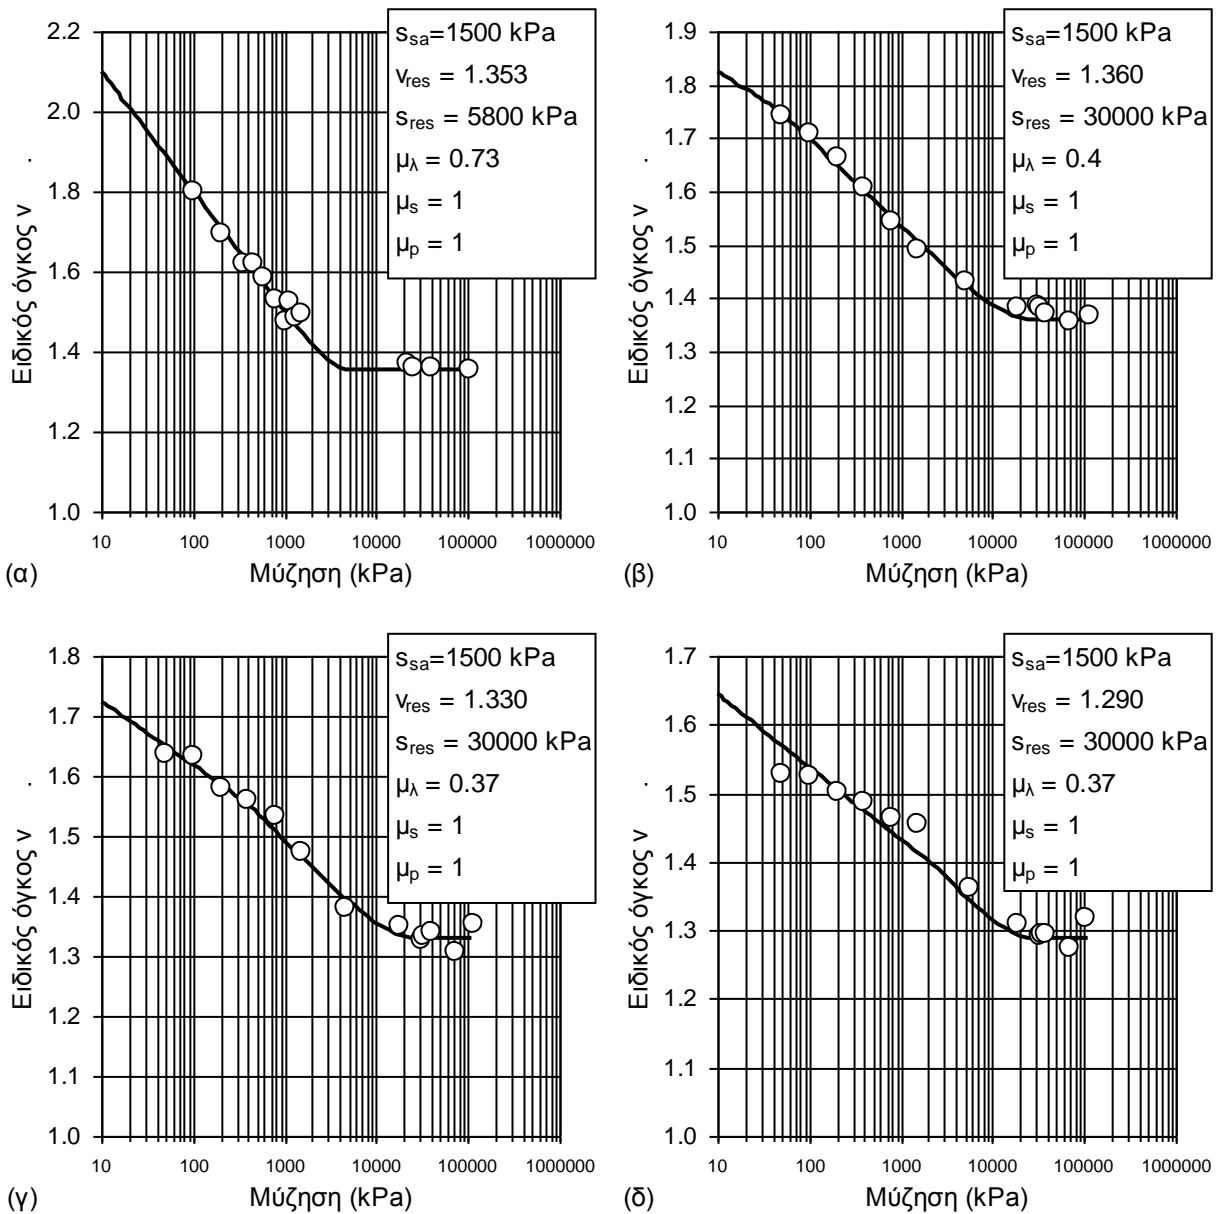 2.2
2.0
1.8
1.6
1.4
1.2
1.0
Ειδικός όγκος v
10 100 1000 10000 100000 1000000
Μύζηση (kPa)
(α)
s_sa=1500 kPa
v_res = 1.353
s_res = 5800 kPa
μ_λ = 0.73
μ_s = 1
μ_p = 1
1.9
1.8
1.7
1.6
1.5
1.4
1.3
1.2
1.1
1.0
Ειδικός όγκος v
10 100 1000 10000 100000 1000000
Μύζηση (kPa)
(β)
s_sa=1500 kPa
v_res = 1.360
s_res = 30000 kPa
μ_λ = 0.4
μ_s = 1
μ_p = 1
1.8
1.7
1.6
1.5
1.4
1.3
1.2
1.1
1.0
Ειδικός όγκος v
10 100 1000 10000 100000 1000000
Μύζηση (kPa)
(γ)
s_sa=1500 kPa
v_res = 1.330
s_res = 30000 kPa
μ_λ = 0.37
μ_s = 1
μ_p = 1
1.7
1.6
1.5
1.4
1.3
1.2
1.1
1.0
Ειδικός όγκος v
10 100 1000 10000 100000 1000000
Μύζηση (kPa)
(δ)
s_sa=1500 kPa
v_res = 1.290
s_res = 30000 kPa
μ_λ = 0.37
μ_s = 1
μ_p = 1